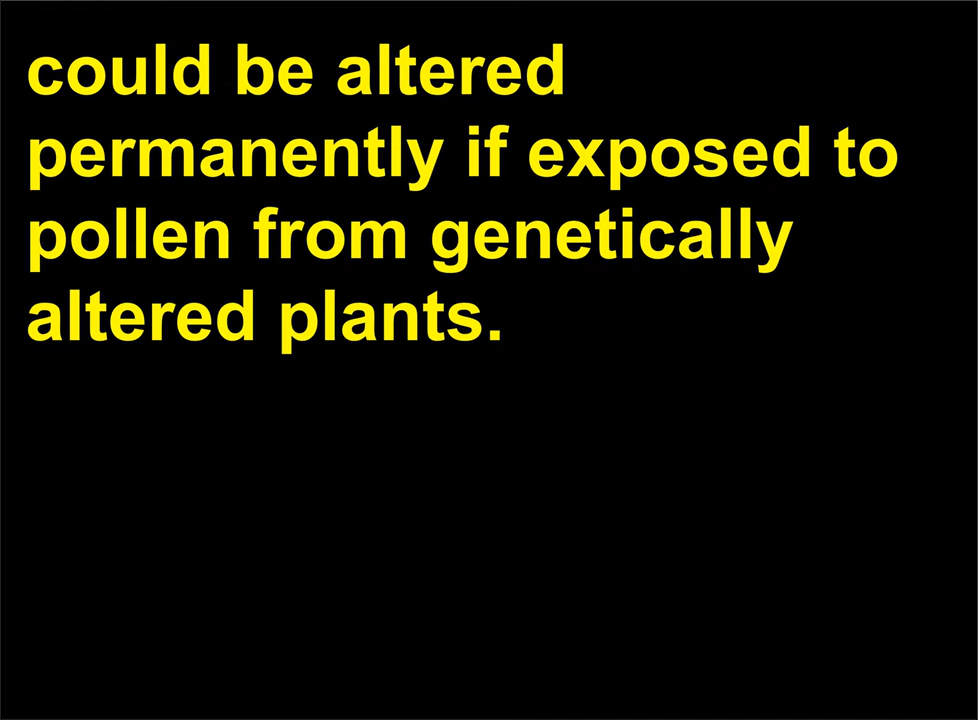 could be altered
permanently if exposed to
pollen from genetically
altered plants.